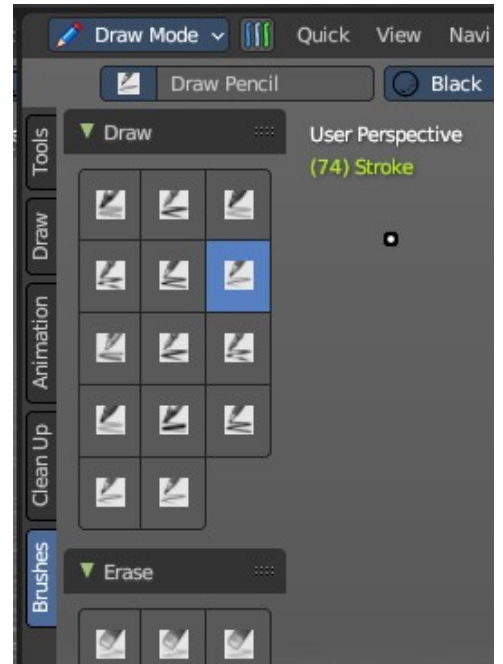 Draw Mode Quick View Navi
Draw Pencil Black
Tools
Draw
Animation
Clean Up
Brushes
Draw
User Perspective
(74) Stroke
Erase